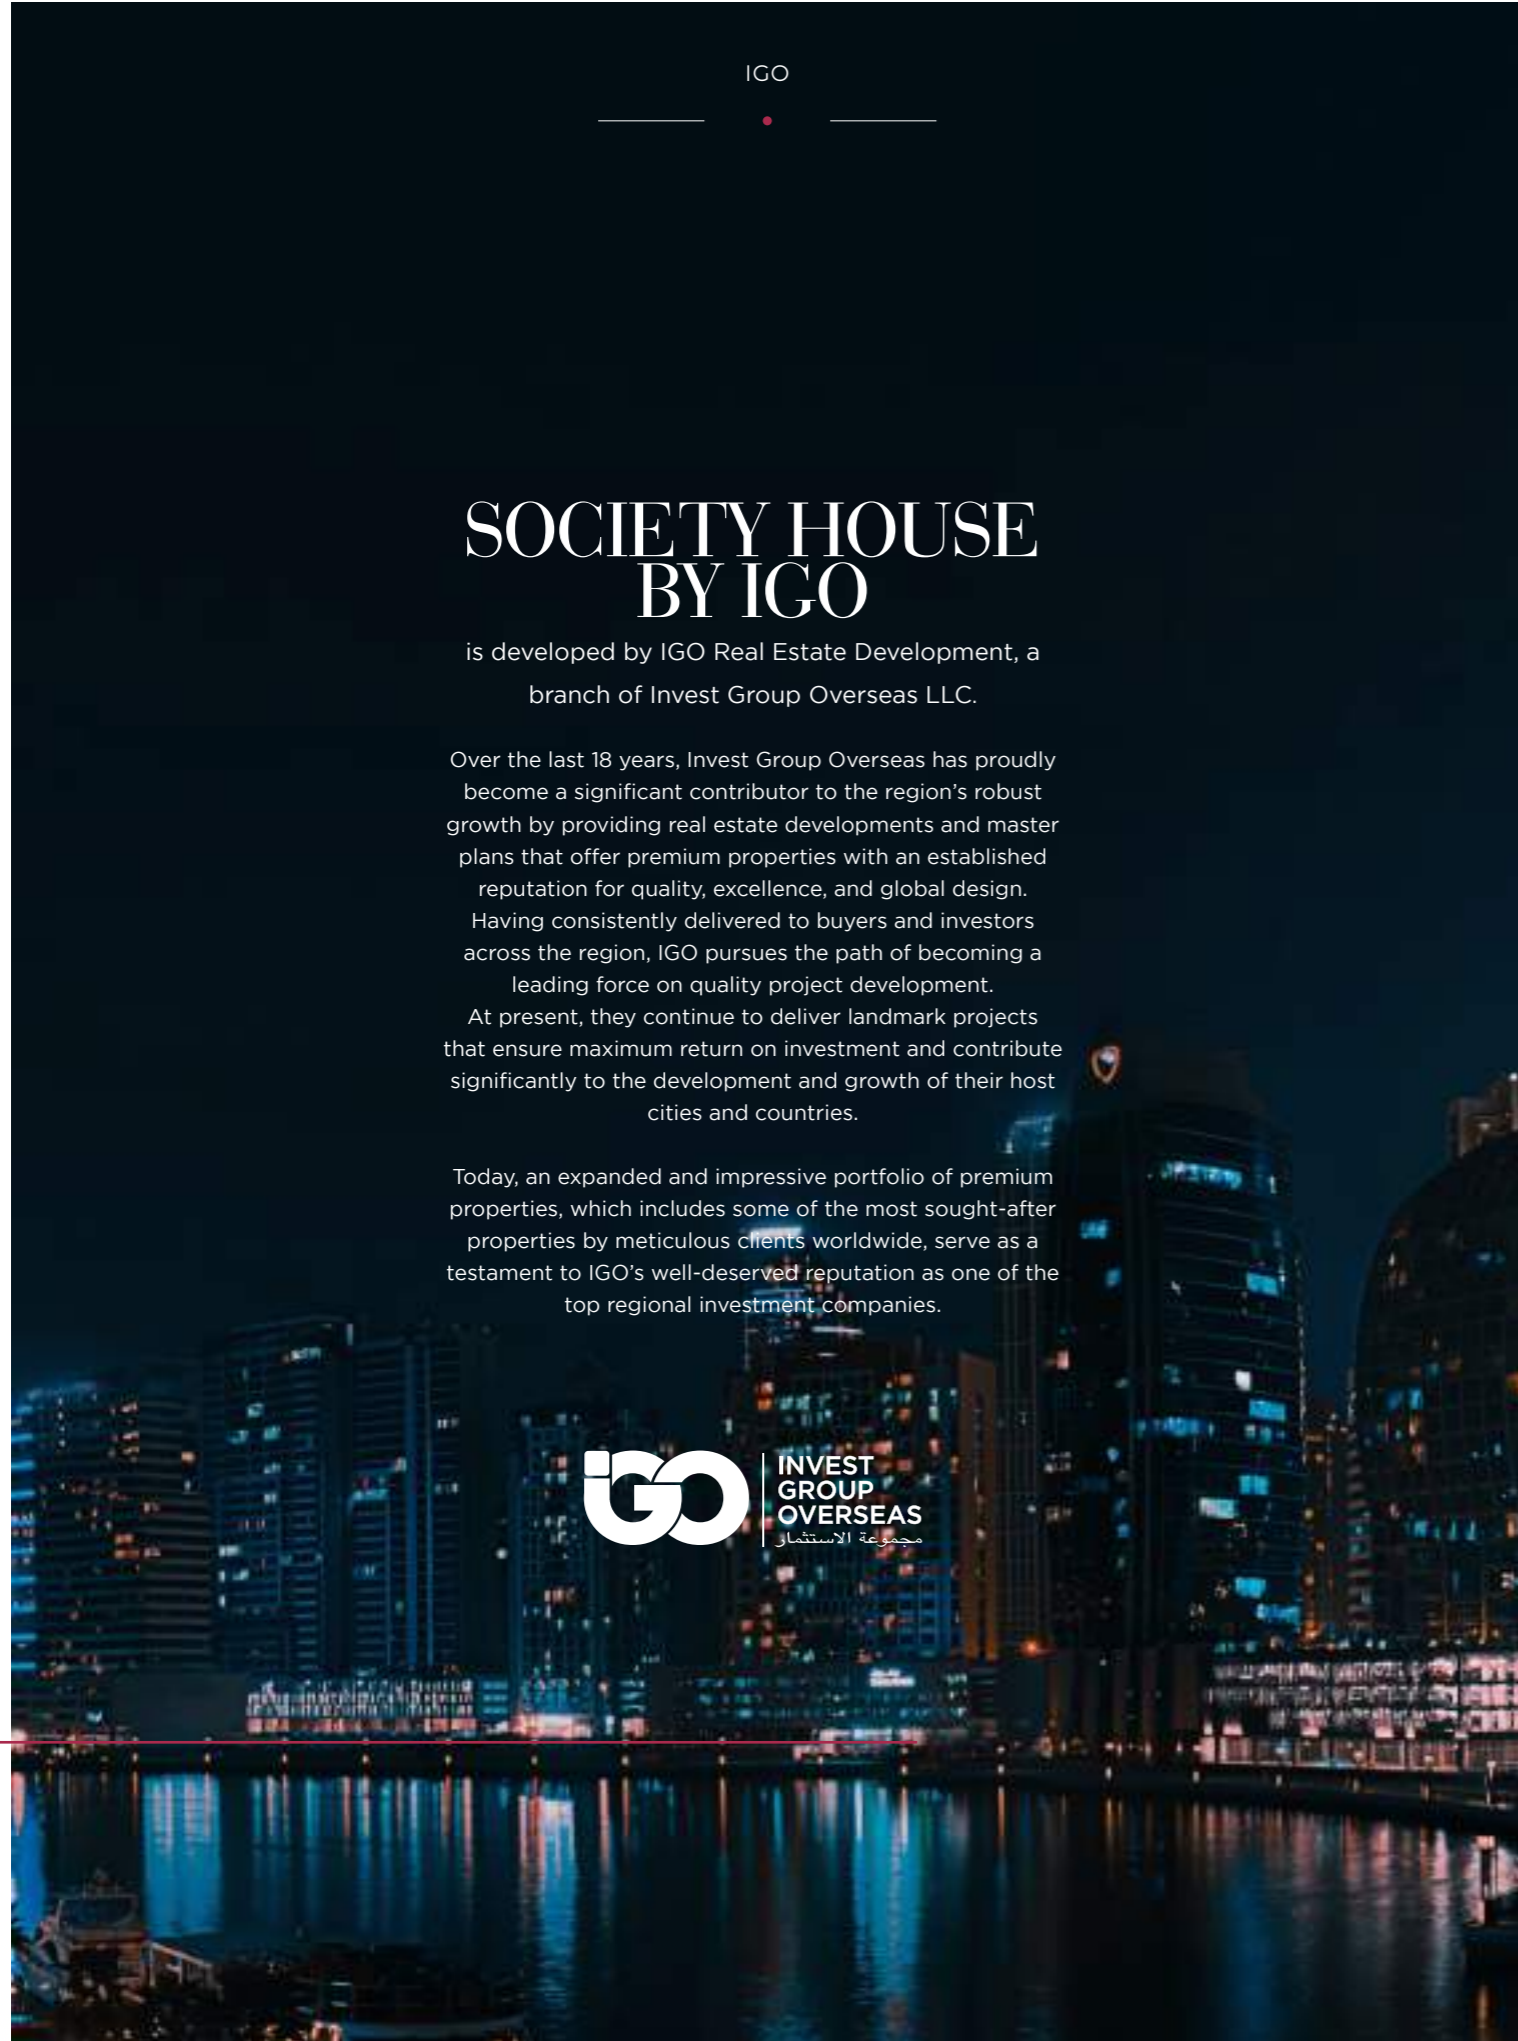 IGO
SOCIETY HOUSE
BY IGO
is developed by IGO Real Estate Development, a
branch of Invest Group Overseas LLC.
Over the last 18 years, Invest Group Overseas has proudly
become a significant contributor to the region’s robust
growth by providing real estate developments and master
plans that offer premium properties with an established
reputation for quality, excellence, and global design.
Having consistently delivered to buyers and investors
across the region, IGO pursues the path of becoming a
leading force on quality project development.
At present, they continue to deliver landmark projects
that ensure maximum return on investment and contribute
significantly to the development and growth of their host
cities and countries.
Today, an expanded and impressive portfolio of premium
properties, which includes some of the most sought-after
properties by meticulous clients worldwide, serve as a
testament to IGO’s well-deserved reputation as one of the
top regional investment companies.
iGO
INVEST
GROUP
OVERSEAS
مجموعة الاستثمار